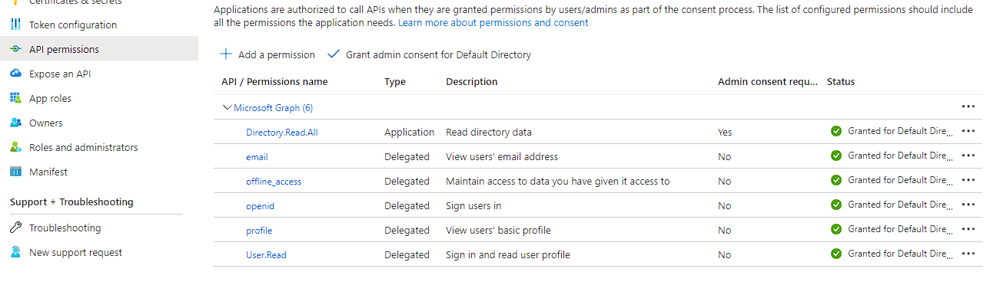 Certificates & secrets
Token configuration
API permissions
Expose an API
App roles
Owners
Roles and administrators
Manifest
Support + Troubleshooting
Troubleshooting
New support request
Applications are authorized to call APIs when they are granted permissions by users/admins as part of the consent process. The list of configured permissions should include
all the permissions the application needs. Learn more about permissions and consent
Add a permission Grant admin consent for Default Directory
API / Permissions name Type Description Admin consent requ... Status
Microsoft Graph (6) ...
Directory.Read.All Application Read directory data Yes Granted for Default Dire... ...
email Delegated View users' email address No Granted for Default Dire... ...
offline_access Delegated Maintain access to data you have given it access to No Granted for Default Dire... ...
openid Delegated Sign users in No Granted for Default Dire... ...
profile Delegated View users' basic profile No Granted for Default Dire... ...
User.Read Delegated Sign in and read user profile No Granted for Default Dire... ...